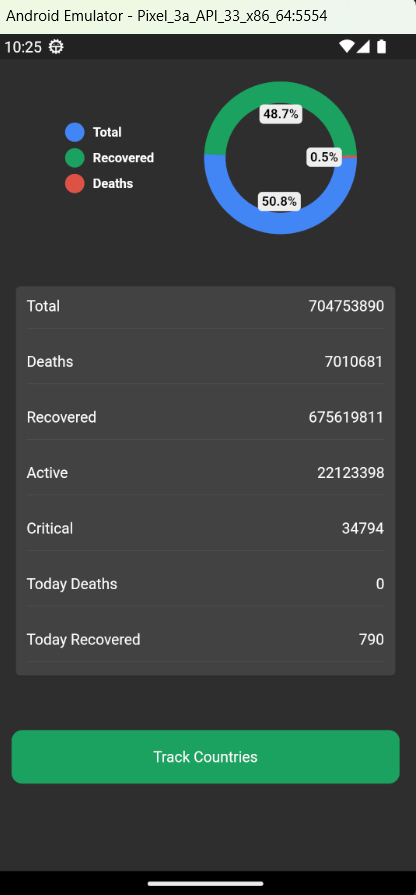 Android Emulator - Pixel_3a_API_33_x86_64:5554
10:25
Total
Recovered
Deaths
48.7%
0.5%
50.8%
Total 704753890
Deaths 7010681
Recovered 675619811
Active 22123398
Critical 34794
Today Deaths 0
Today Recovered 790
Track Countries